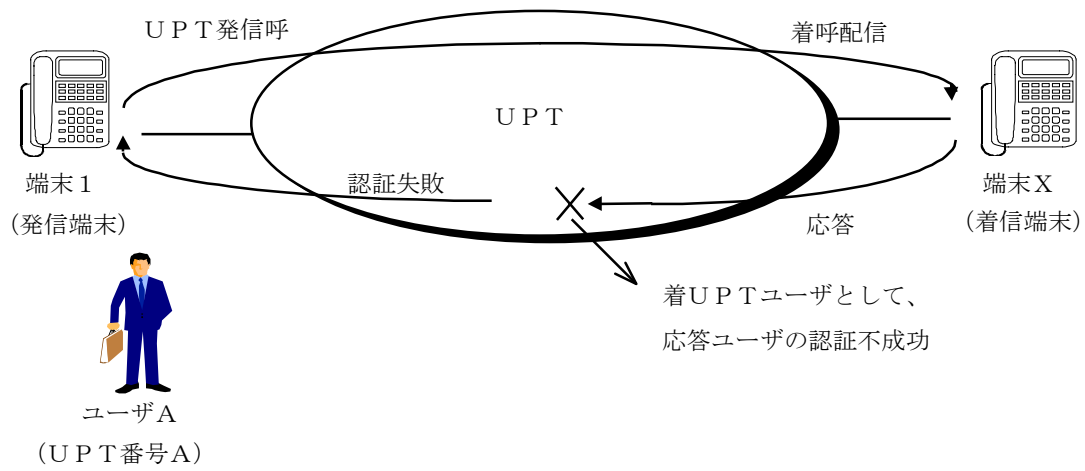 ＵＰＴ発信呼
着呼配信
ＵＰＴ
端末１
（発信端末）
認証失敗
端末Ｘ
（着信端末）
応答
着UＰＴユーザとして、
応答ユーザの認証不成功
ユーザA
（ＵＰＴ番号A）